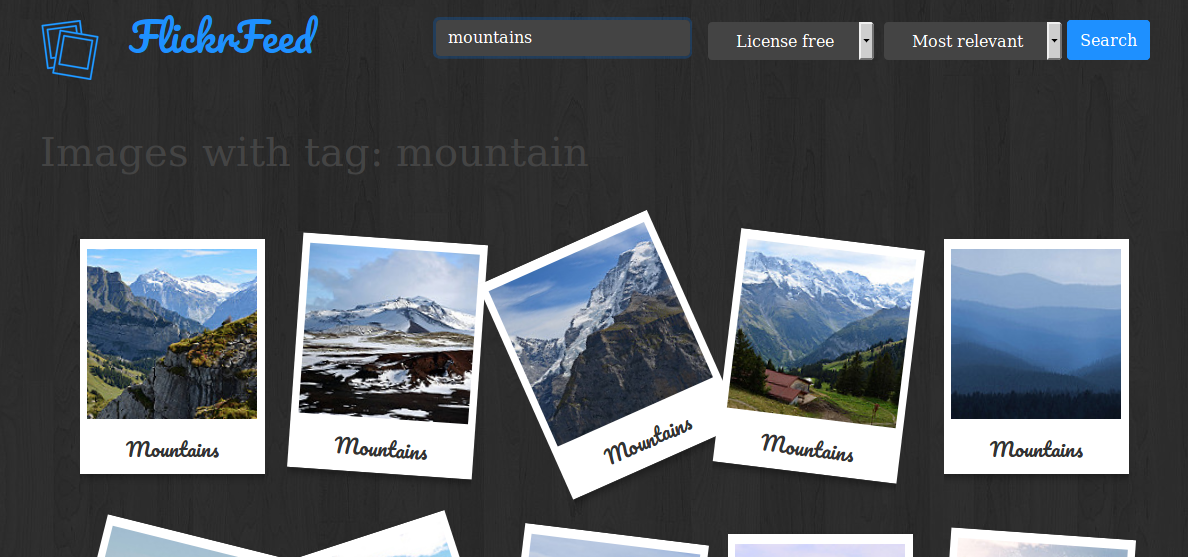 FlickrFeed
mountains
License free
Most relevant
Search
Images with tag: mountain
Mountains
Mountains
Mountains
Mountains
Mountains